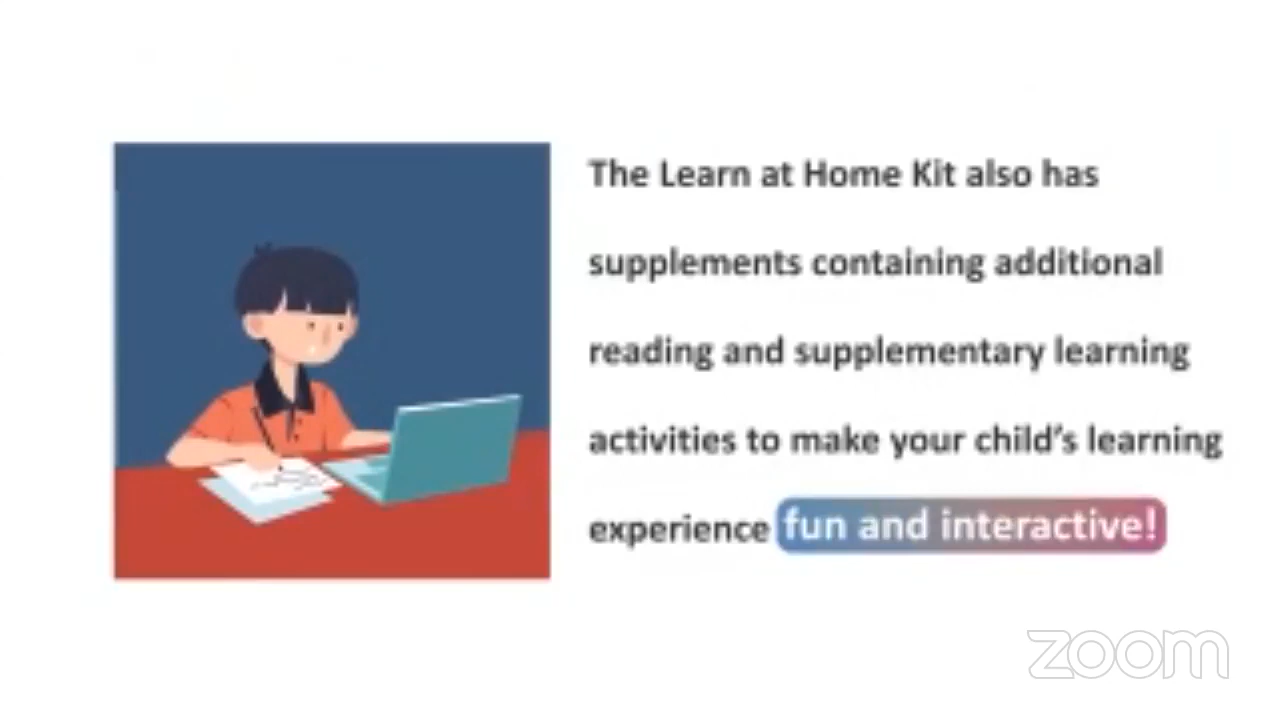 The Learn at Home Kit also has
supplements containing additional
reading and supplementary learning
activities to make your child's learning
experience fun and interactive!
zoom